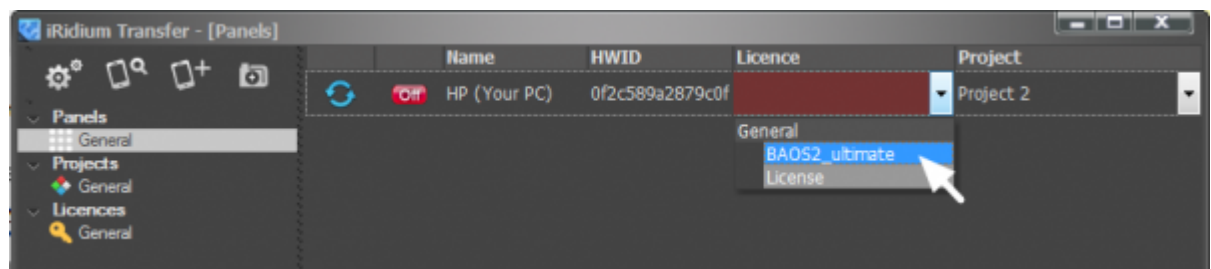 iRidium Transfer - [Panels]
Name HWID Licence Project
Off HP (Your PC) 0f2c589a2879c0f Project 2
Panels
General
Projects
General
Licences
General
General
BAOS2_ultimate
License